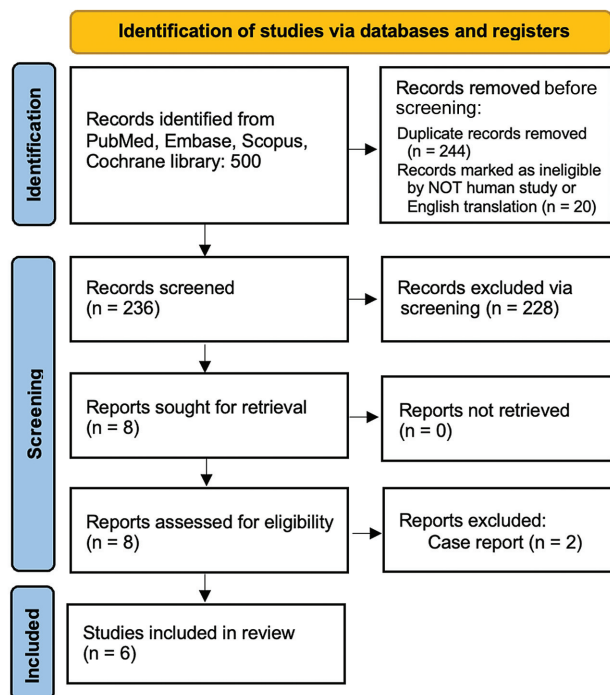 Identification of studies via databases and registers
Identification
Records identified from
PubMed, Embase, Scopus,
Cochrane library: 500
Records removed before
screening:
Duplicate records removed
(n = 244)
Records marked as ineligible
by NOT human study or
English translation (n = 20)
Screening
Records screened
(n = 236)
Records excluded via
screening (n = 228)
Reports sought for retrieval
(n = 8)
Reports not retrieved
(n = 0)
Reports assessed for eligibility
(n = 8)
Reports excluded:
Case report (n = 2)
Included
Studies included in review
(n = 6)